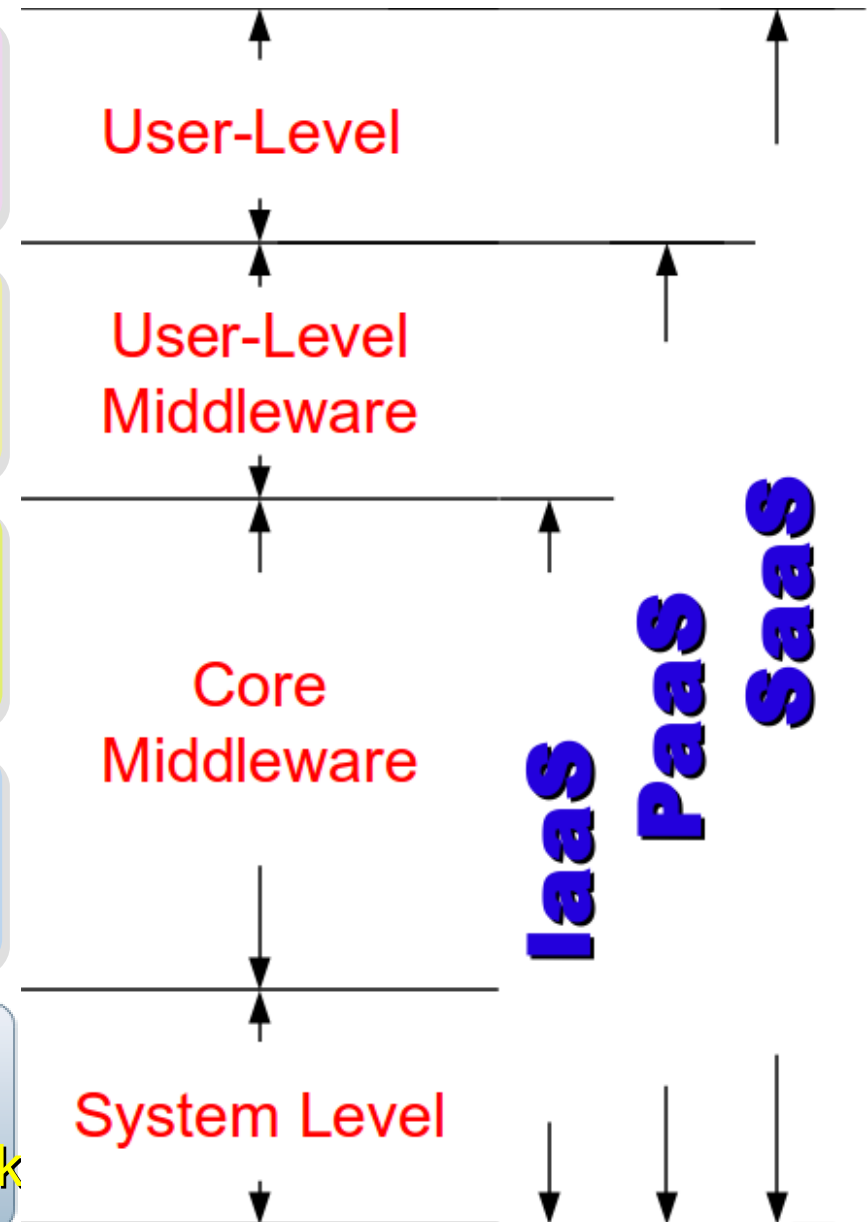 User-Level
User-Level
Middleware
Core
Middleware
System Level
IaaS
PaaS
SaaS
k